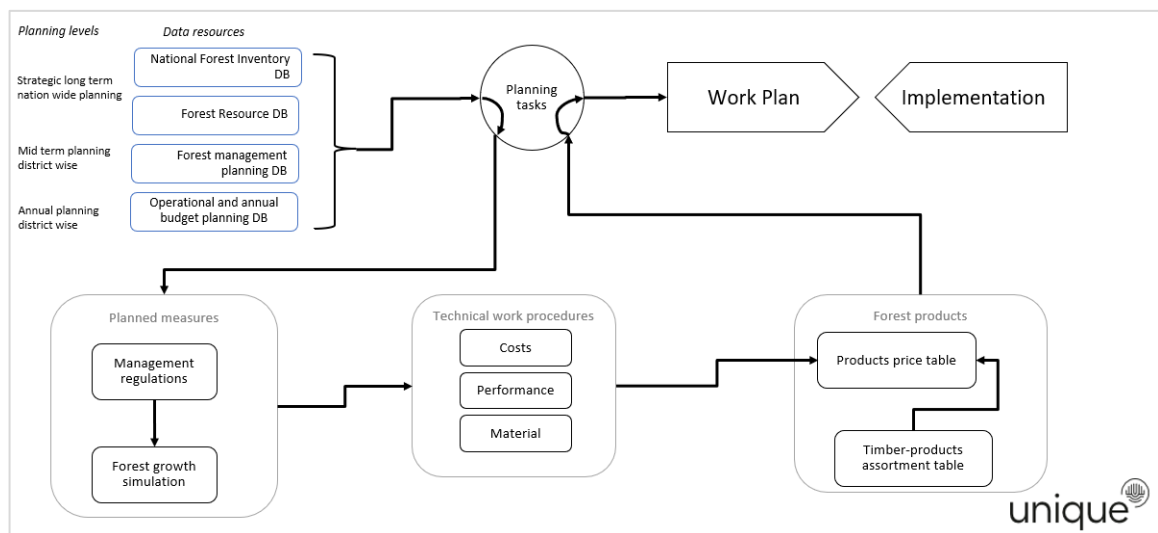 Planning levels
Data resources
Strategic long term
nation wide planning
National Forest Inventory
DB
Forest Resource DB
Mid term planning
district wise
Forest management
planning DB
Annual planning
district wise
Operational and annual
budget planning DB
Planning
tasks
Work Plan
Implementation
Planned measures
Management
regulations
Forest growth
simulation
Technical work procedures
Costs
Performance
Material
Forest products
Products price table
Timber-products
assortment table
unique